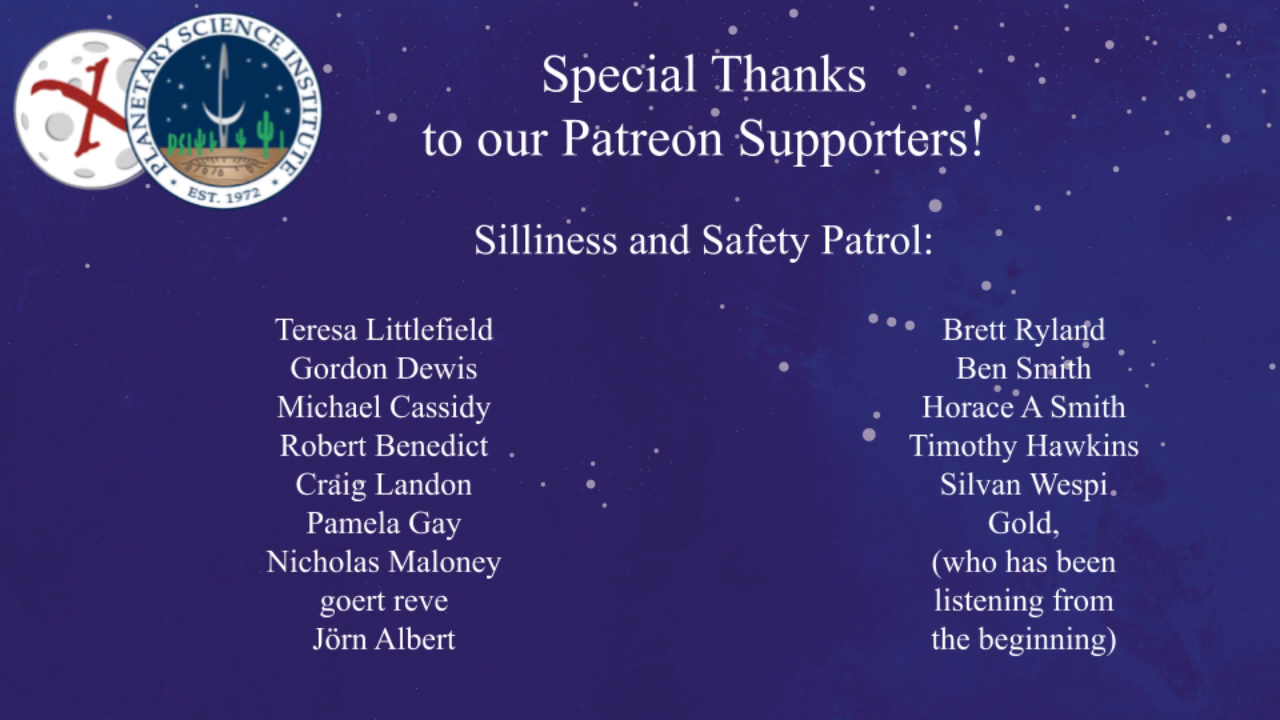 PLANETARY SCIENCE INSTITUTE
PSI
EST. 1972
Special Thanks
to our Patreon Supporters!
Silliness and Safety Patrol:
Teresa Littlefield
Gordon Dewis
Michael Cassidy
Robert Benedict
Craig Landon
Pamela Gay
Nicholas Maloney
goert reve
Jörn Albert
Brett Ryland
Ben Smith
Horace A Smith
Timothy Hawkins
Silvan Wespi
Gold,
(who has been
listening from
the beginning)